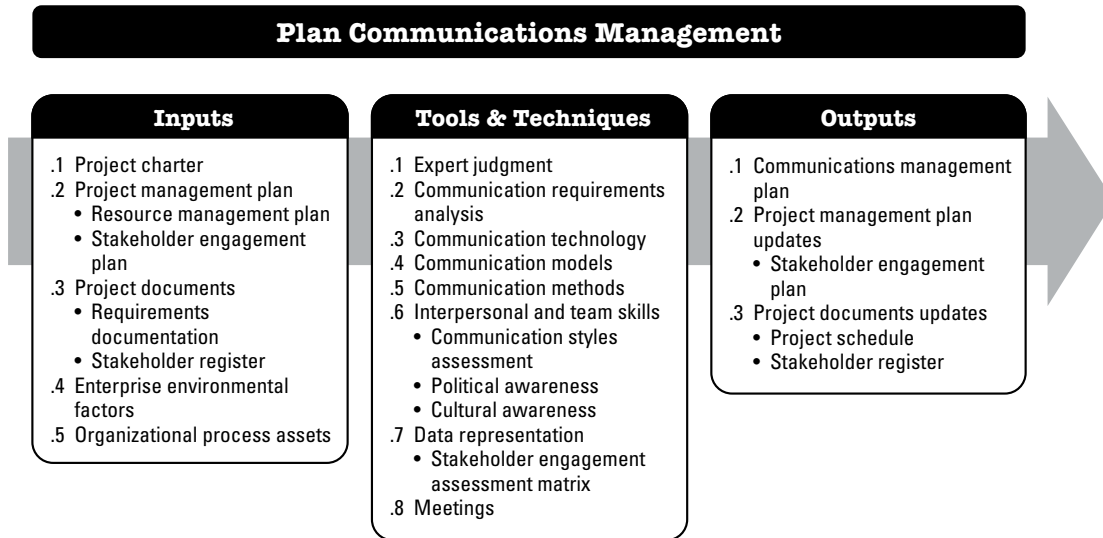 Plan Communications Management
Inputs
.1 Project charter
.2 Project management plan
• Resource management plan
• Stakeholder engagement
plan
.3 Project documents
• Requirements
documentation
• Stakeholder register
.4 Enterprise environmental
factors
.5 Organizational process assets
Tools & Techniques
.1 Expert judgment
.2 Communication requirements
analysis
.3 Communication technology
.4 Communication models
.5 Communication methods
.6 Interpersonal and team skills
• Communication styles
assessment
• Political awareness
• Cultural awareness
.7 Data representation
• Stakeholder engagement
assessment matrix
.8 Meetings
Outputs
.1 Communications management
plan
.2 Project management plan
updates
• Stakeholder engagement
plan
.3 Project documents updates
• Project schedule
• Stakeholder register